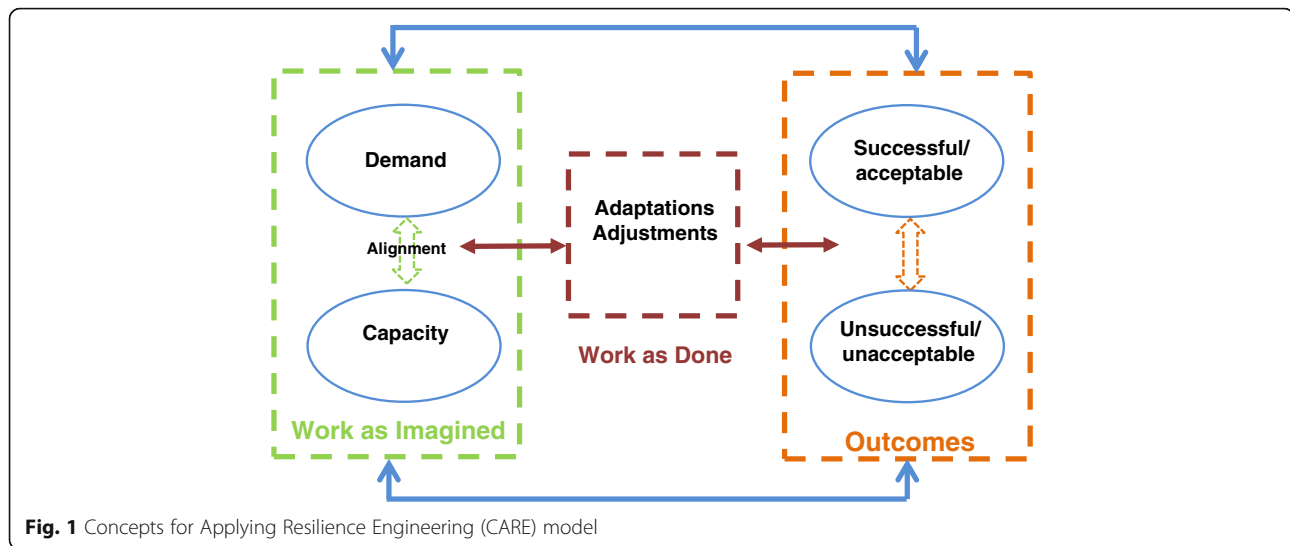 Demand
Alignment
Capacity
Work as Imagined
Adaptations
Adjustments
Work as Done
Successful/
acceptable
Unsuccessful/
unacceptable
Outcomes
Fig. 1 Concepts for Applying Resilience Engineering (CARE) model